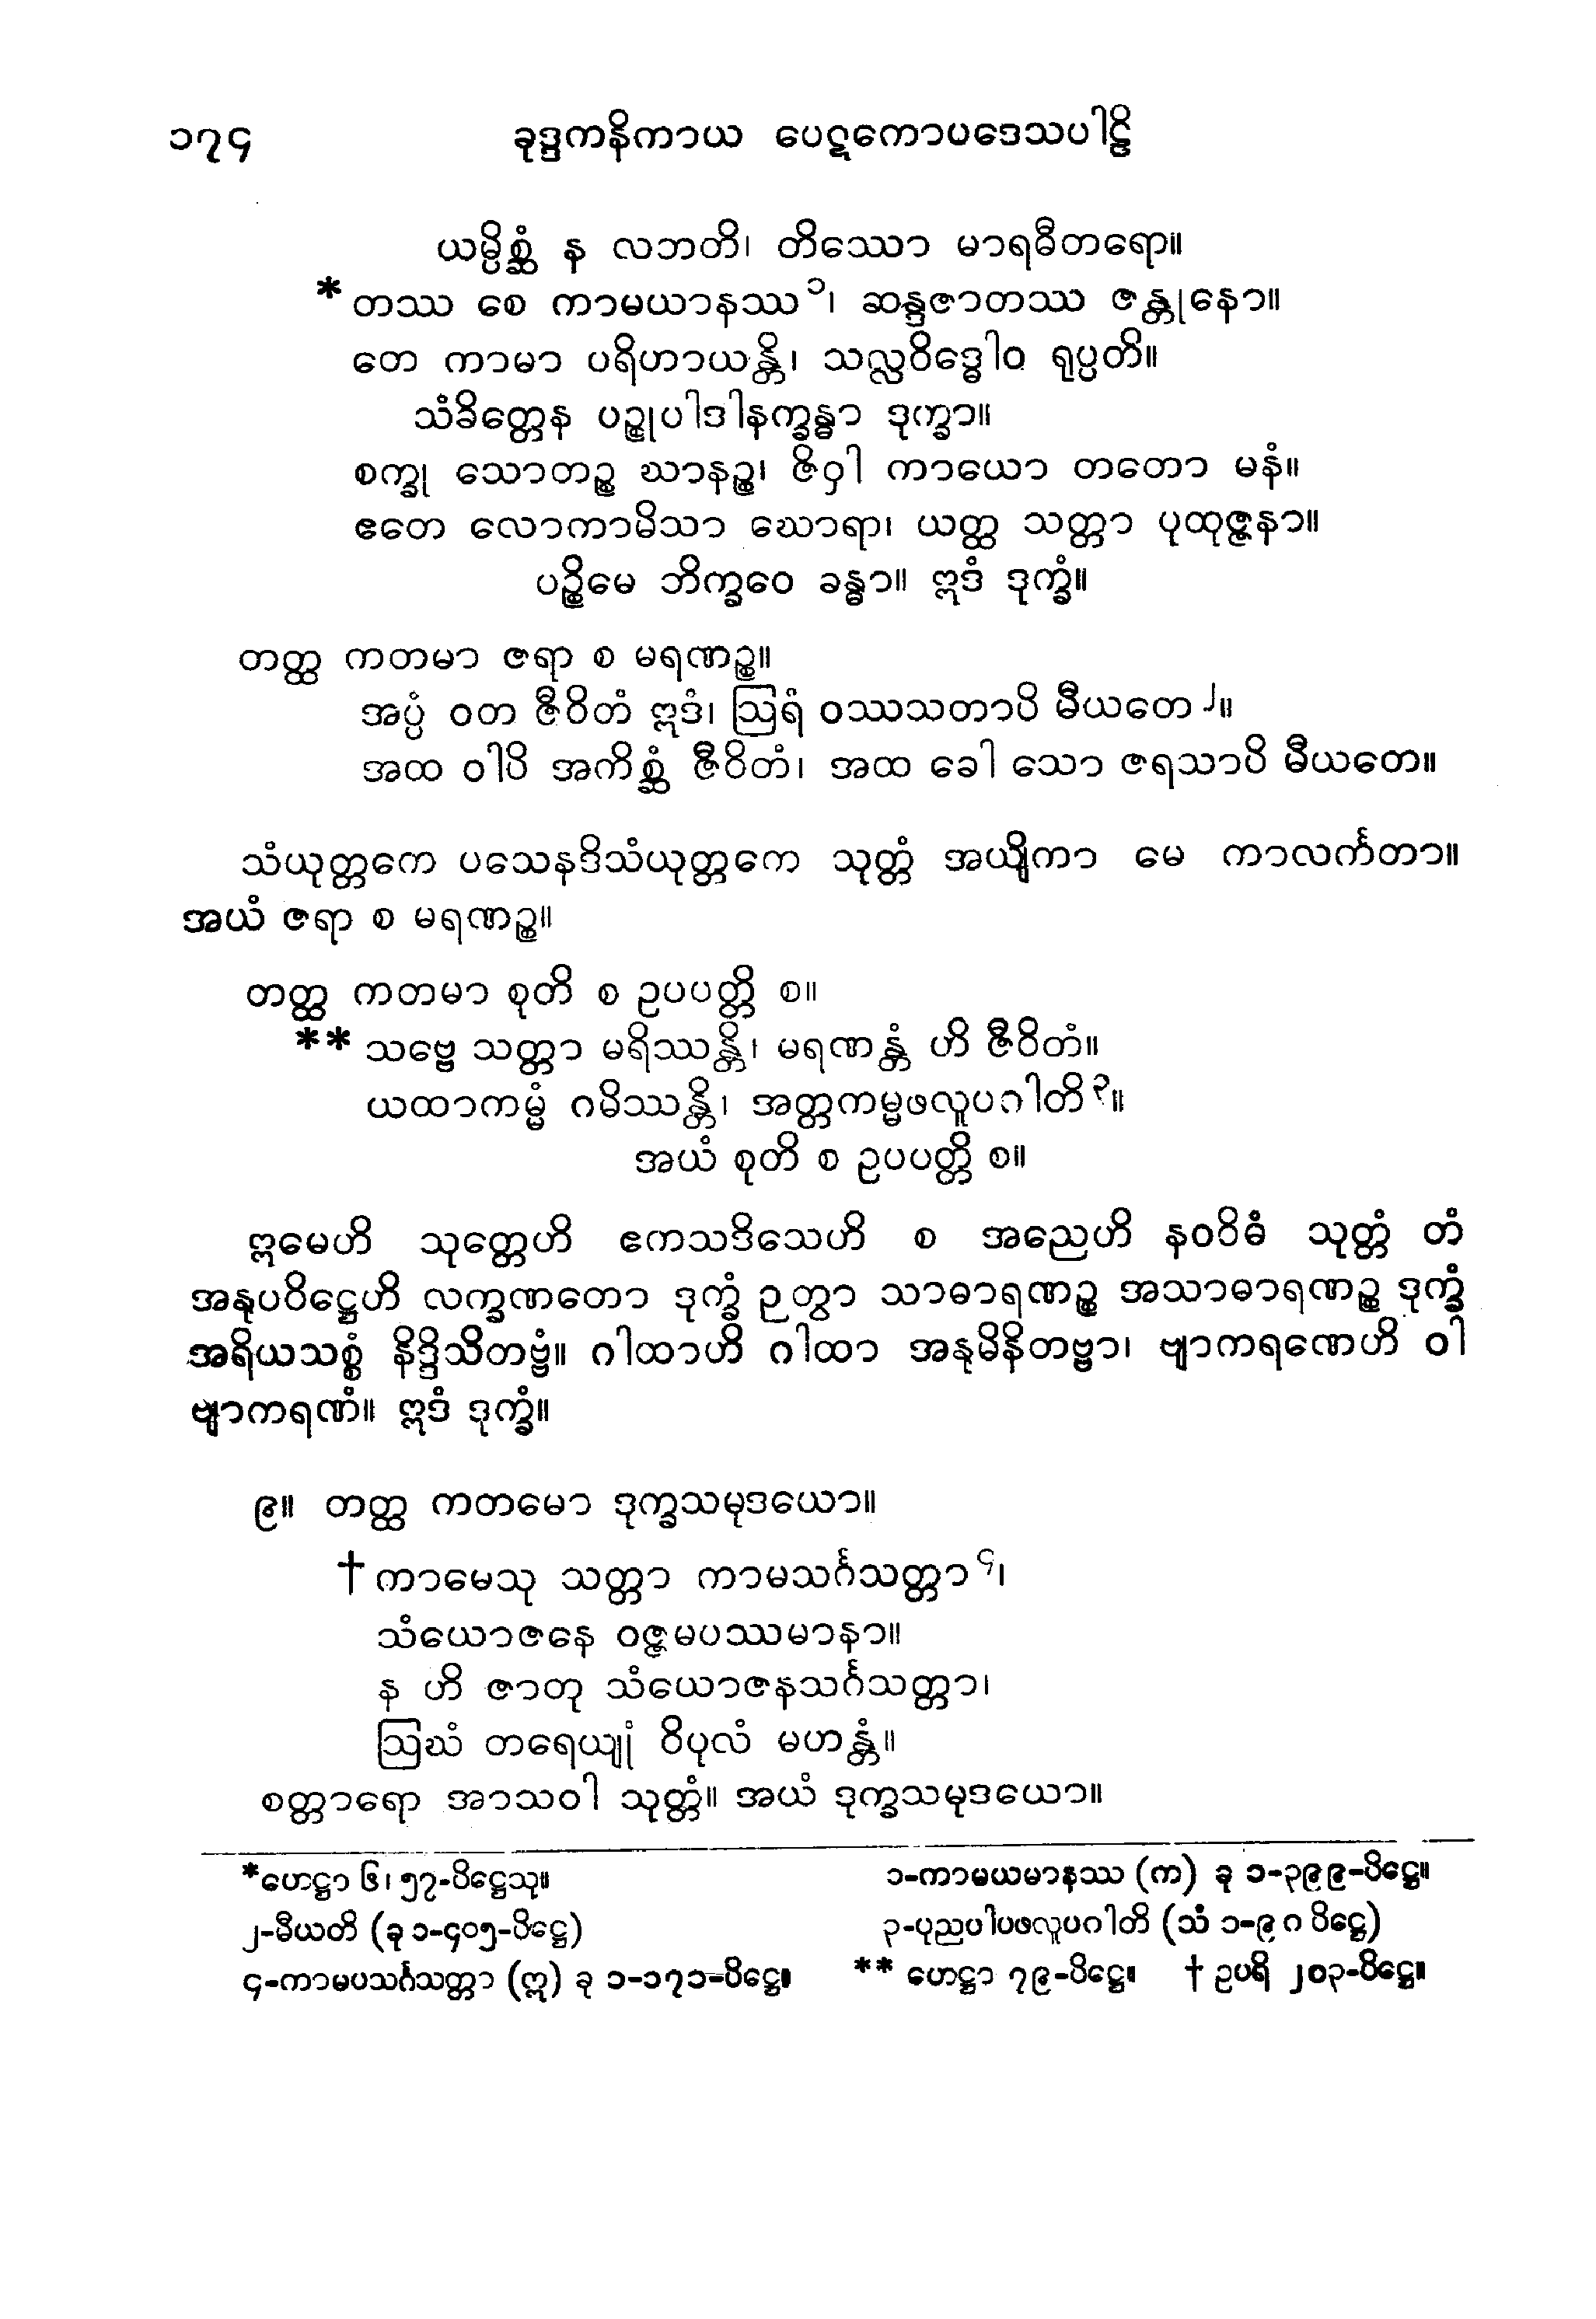 ၁၇၄ ခုဒ္ဒကနိကာယ ပေဋကောပဒေသပါဠိ
ယမ္ပိစ္ဆံ န လဘတိ၊ တိဿော မာရဓီတရော။
* တဿ စေ ကာမယာနဿ၁၊ ဆန္ဒဇာတဿ ဇန္တုနော။
တေ ကာမာ ပရိဟာယန္တိ၊ သလ္လဝိဒ္ဓေါဝ ရုပ္ပတိ။
သံခိတ္တေန ပဉ္စုပါဒါနက္ခန္ဓာ ဒုက္ခာ။
စက္ခု သောတဉ္စ ဃာနဉ္စ၊ ဇိဝှါ ကာယော တတော မနံ။
ဧတေ လောကာမိသာ ဃောရာ၊ ယတ္ထ သတ္တာ ပုထုဇ္ဇနာ။
ပဉ္စိမေ ဘိက္ခဝေ ခန္ဓာ။ ဣဒံ ဒုက္ခံ။
တတ္ထ ကတမာ ဇရာ စ မရဏဉ္စ။
အပ္ပံ ဝတ ဇီဝိတံ ဣဒံ၊ ဩရံ ဝဿသတာပိ မီယတေ၂။
အထ ဝါပိ အကိစ္ဆံ ဇီဝိတံ၊ အထ ခေါ သော ဇရသာပိ မီယတေ။
သံယုတ္တကေ ပသေနဒိသံယုတ္တကေ သုတ္တံ အယျိကာ မေ ကာလင်္ကတာ။
အယံ ဇရာ စ မရဏဉ္စ။
တတ္ထ ကတမာ စုတိ စ ဥပပတ္တိ စ။
** သဗ္ဗေ သတ္တာ မရိဿန္တိ၊ မရဏန္တံ ဟိ ဇီဝိတံ။
ယထာကမ္မံ ဂမိဿန္တိ၊ အတ္တကမ္မဖလူပဂါတိ၃။
အယံ စုတိ စ ဥပပတ္တိ စ။
ဣမေဟိ သုတ္တေဟိ ဧကသဒိသေဟိ စ အညေဟိ နဝဝိဓံ သုတ္တံ တံ
အနုပဝိဋ္ဌေဟိ လက္ခဏတော ဒုက္ခံ ဉတွာ သာဓာရဏဉ္စ အသာဓာရဏဉ္စ ဒုက္ခံ
အရိယသစ္စံ နိဒ္ဒိသိတဗ္ဗံ။ ဂါထာဟိ ဂါထာ အနုမိနိတဗ္ဗာ၊ ဗျာကရဏေဟိ ဝါ
ဗျာကရဏံ။ ဣဒံ ဒုက္ခံ။
၉။ တတ္ထ ကတမော ဒုက္ခသမုဒယော။
† ကာမေသု သတ္တာ ကာမသင်္ဂသတ္တာ၄၊
သံယောဇနေ ဝဇ္ဇမပဿမာနာ။
န ဟိ ဇာတု သံယောဇနသင်္ဂသတ္တာ၊
ဩဃံ တရေယျုံ ဝိပုလံ မဟန္တံ။
စတ္တာရော အာသဝါ သုတ္တံ။ အယံ ဒုက္ခသမုဒယော။
*ဟေဋ္ဌာ ၆၊ ၅၇-ပိဋ္ဌေသု။ ၁-ကာမယမာနဿ (က) ခု ၁-၃၉၉-ပိဋ္ဌေ။
၂-မီယတိ (ခု ၁-၄၀၅-ပိဋ္ဌေ) ၃-ပုညပါပဖလူပဂါတိ (သံ ၁-၉ဂ ပိဋ္ဌေ)
၄-ကာမပသင်္ဂသတ္တာ (ဣ) ခု ၁-၁၇၁-ပိဋ္ဌေ။ ** ဟေဋ္ဌာ ၇၉-ပိဋ္ဌေ။ † ဥပရိ ၂၀၃-ပိဋ္ဌေ။